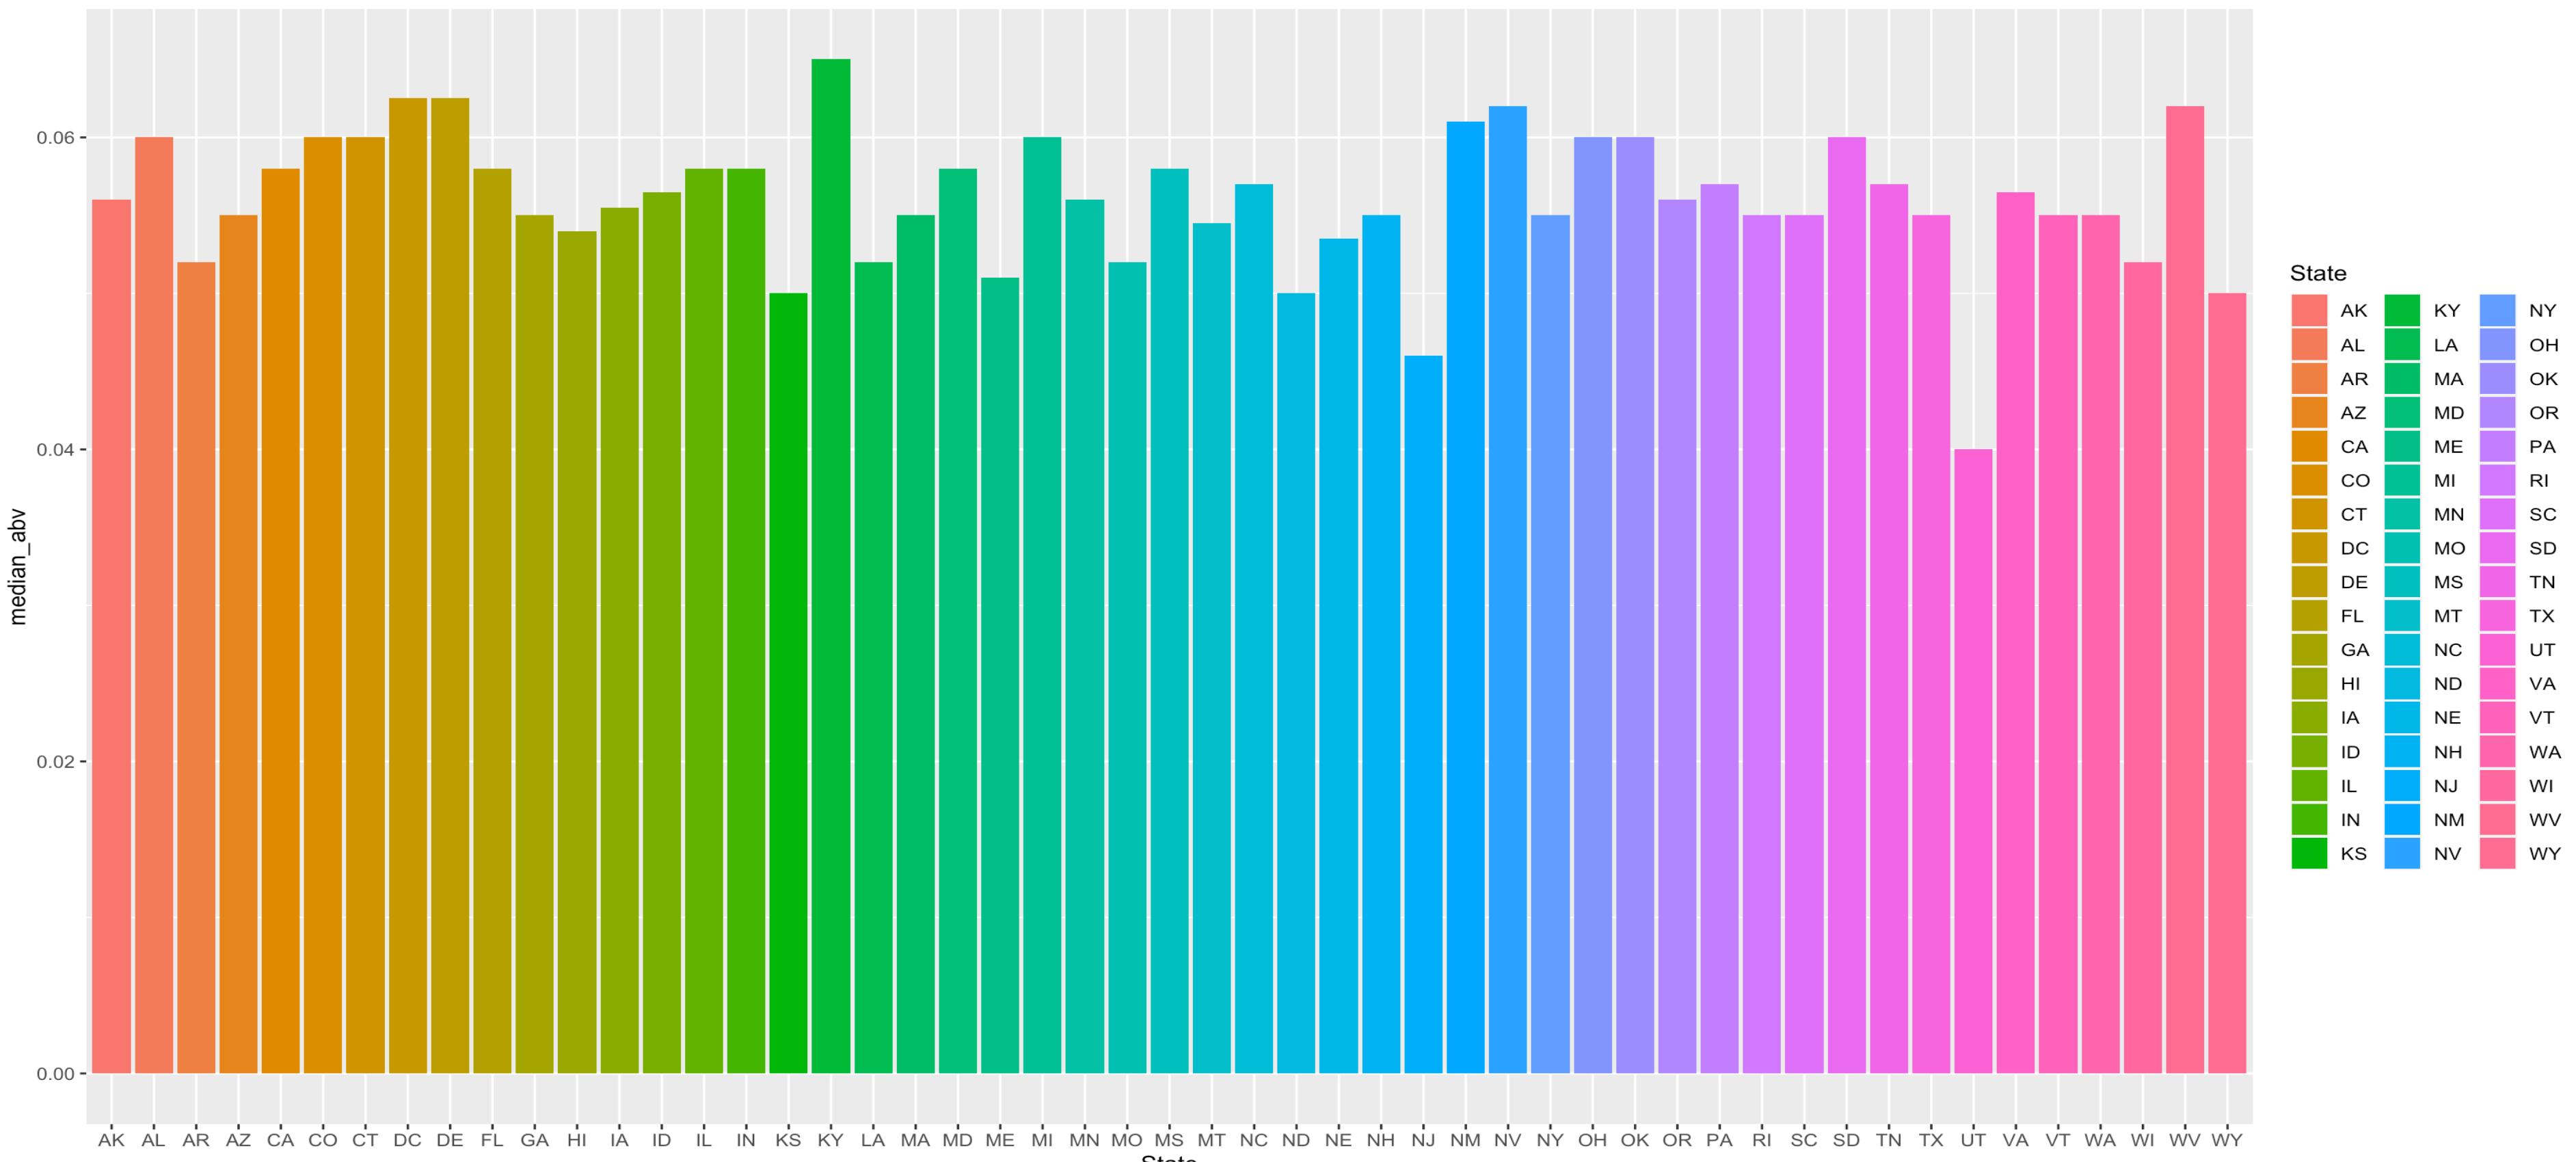 median_abv
0.06
0.04
0.02
0.00
AK AL AR AZ CA CO CT DC DE FL GA HI IA ID IL IN KS KY LA MA MD ME MI MN MO MS MT NC ND NE NH NJ NM NV NY OH OK OR PA RI SC SD TN TX UT VA VT WA WI WV WY
State
State
AK KY NY
AL LA OH
AR MA OK
AZ MD OR
CA ME PA
CO MI RI
CT MN SC
DC MO SD
DE MS TN
FL MT TX
GA NC UT
HI ND VA
IA NE VT
ID NH WA
IL NJ WI
IN NM WV
KS NV WY